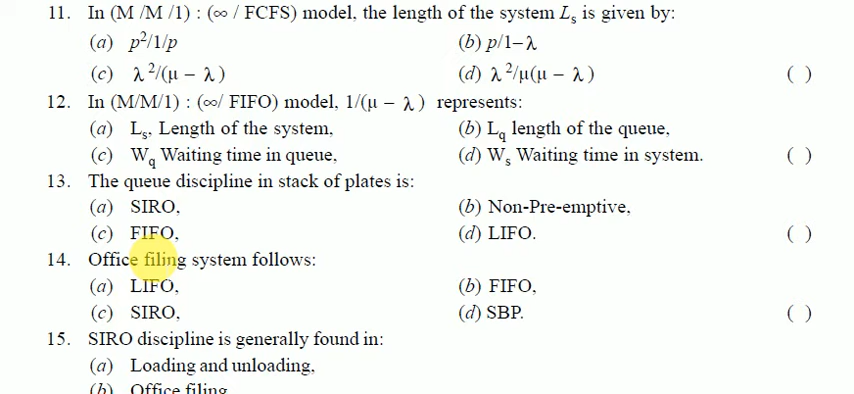 11. In (M /M /1) : (∞ / FCFS) model, the length of the system Ls is given by:
(a) p²/1/p (b) p/1–λ
(c) λ²/(μ – λ) (d) λ²/μ(μ – λ) ( )
12. In (M/M/1) : (∞/ FIFO) model, 1/(μ – λ) represents:
(a) Ls, Length of the system, (b) Lq length of the queue,
(c) Wq Waiting time in queue, (d) Ws Waiting time in system. ( )
13. The queue discipline in stack of plates is:
(a) SIRO, (b) Non-Pre-emptive,
(c) FIFO, (d) LIFO. ( )
14. Office filing system follows:
(a) LIFO, (b) FIFO,
(c) SIRO, (d) SBP. ( )
15. SIRO discipline is generally found in:
(a) Loading and unloading,
(b) Office filing